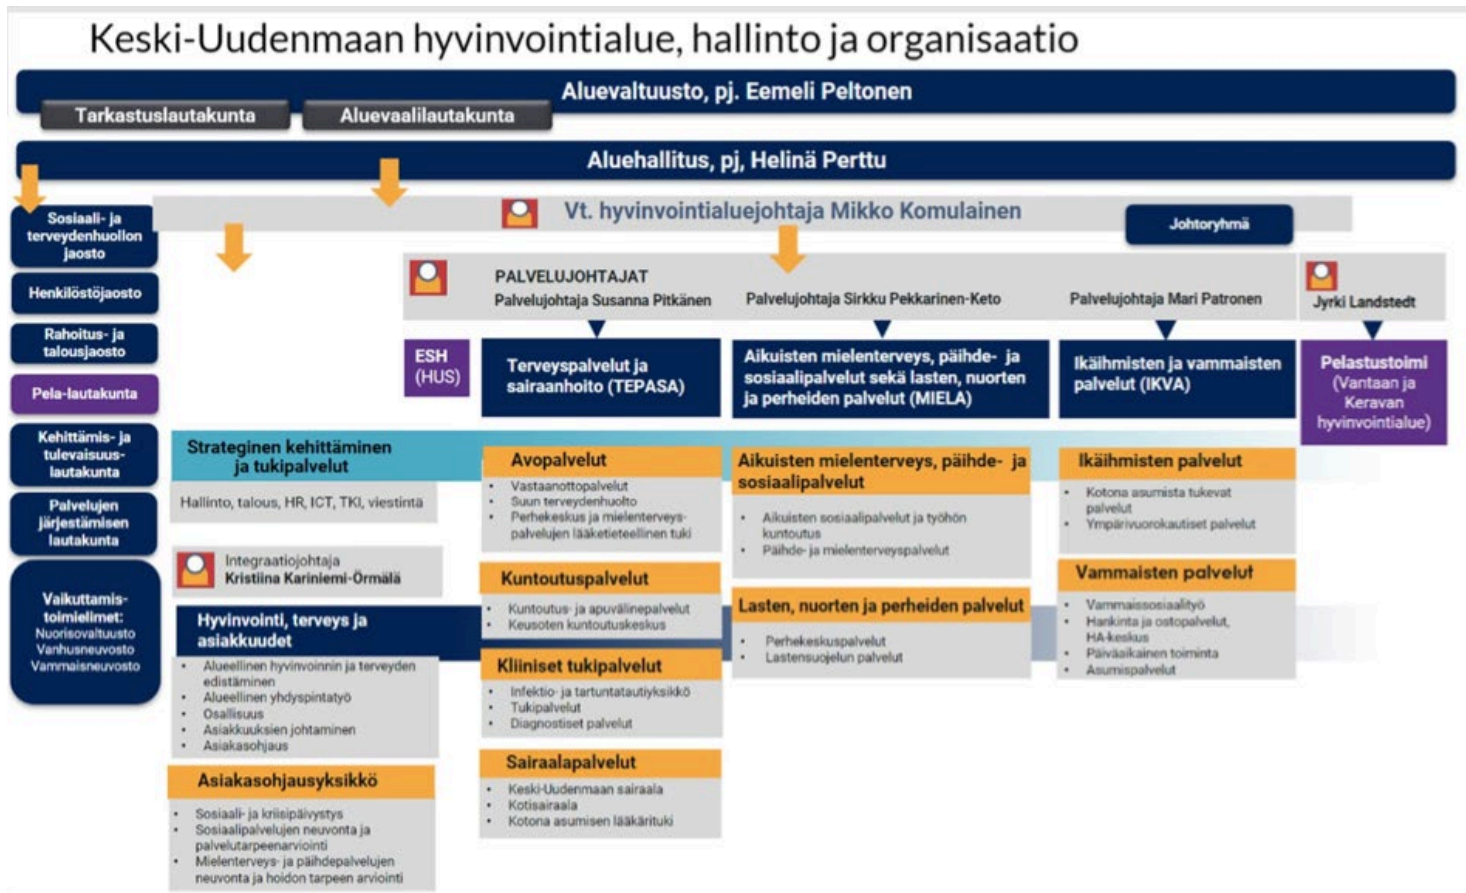 Keski-Uudenmaan hyvinvointialue, hallinto ja organisaatio
Aluevaltuusto, pj. Eemeli Peltonen
Tarkastuslautakunta
Aluevaalilautakunta
Aluehallitus, pj, Helinä Perttu
Sosiaali- ja
terveydenhuollon
jaosto
Henkilöstöjaosto
Rahoitus- ja
talousjaosto
Pela-lautakunta
Kehittämis- ja
tulevaisuus-
lautakunta
Palvelujen
järjestämisen
lautakunta
Vaikuttamis-
toimielimet:
Nuorisovaltuusto
Vanhusneuvosto
Vammaisneuvosto
Vt. hyvinvointialuejohtaja Mikko Komulainen
Johtoryhmä
PALVELUJOHTAJAT
Palvelujohtaja Susanna Pitkänen
Palvelujohtaja Sirkku Pekkarinen-Keto
Palvelujohtaja Mari Patronen
Jyrki Landstedt
ESH
(HUS)
Terveyspalvelut ja
sairaanhoito (TEPASA)
Aikuisten mielenterveys, päihde- ja
sosiaalipalvelut sekä lasten, nuorten
ja perheiden palvelut (MIELA)
Ikäihmisten ja vammaisten
palvelut (IKVA)
Pelastustoimi
(Vantaan ja
Keravan
hyvinvointialue)
Strateginen kehittäminen
ja tukipalvelut
Hallinto, talous, HR, ICT, TKI, viestintä
Integraatiojohtaja
Kristiina Kariniemi-Örmälä
Hyvinvointi, terveys ja
asiakkuudet
• Alueellinen hyvinvoinnin ja terveyden
edistäminen
• Alueellinen yhdyspintatyö
• Osallisuus
• Asiakkuuksien johtaminen
• Asiakasohjaus
Asiakasohjausyksikkö
• Sosiaali- ja kriisipäivystys
• Sosiaalipalvelujen neuvonta ja
palvelutarpeenarviointi
• Mielenterveys- ja päihdepalvelujen
neuvonta ja hoidon tarpeen arviointi
Avopalvelut
• Vastaanottopalvelut
• Suun terveydenhuolto
• Perhekeskus ja mielenterveys-
palvelujen lääketieteellinen tuki
Kuntoutuspalvelut
• Kuntoutus- ja apuvälinepalvelut
• Keusoten kuntoutuskeskus
Kliiniset tukipalvelut
• Infektio- ja tartuntatautiyksikkö
• Tukipalvelut
• Diagnostiset palvelut
Sairaalapalvelut
• Keski-Uudenmaan sairaala
• Kotisairaala
• Kotona asumisen lääkärituki
Aikuisten mielenterveys, päihde- ja
sosiaalipalvelut
• Aikuisten sosiaalipalvelut ja työhön
kuntoutus
• Päihde- ja mielenterveyspalvelut
Lasten, nuorten ja perheiden palvelut
• Perhekeskuspalvelut
• Lastensuojelun palvelut
Ikäihmisten palvelut
• Kotona asumista tukevat
palvelut
• Ympärivuorokautiset palvelut
Vammaisten palvelut
• Vammaissosiaalityö
• Hankinta ja ostopalvelut,
HA-keskus
• Päiväaikainen toiminta
• Asumispalvelut